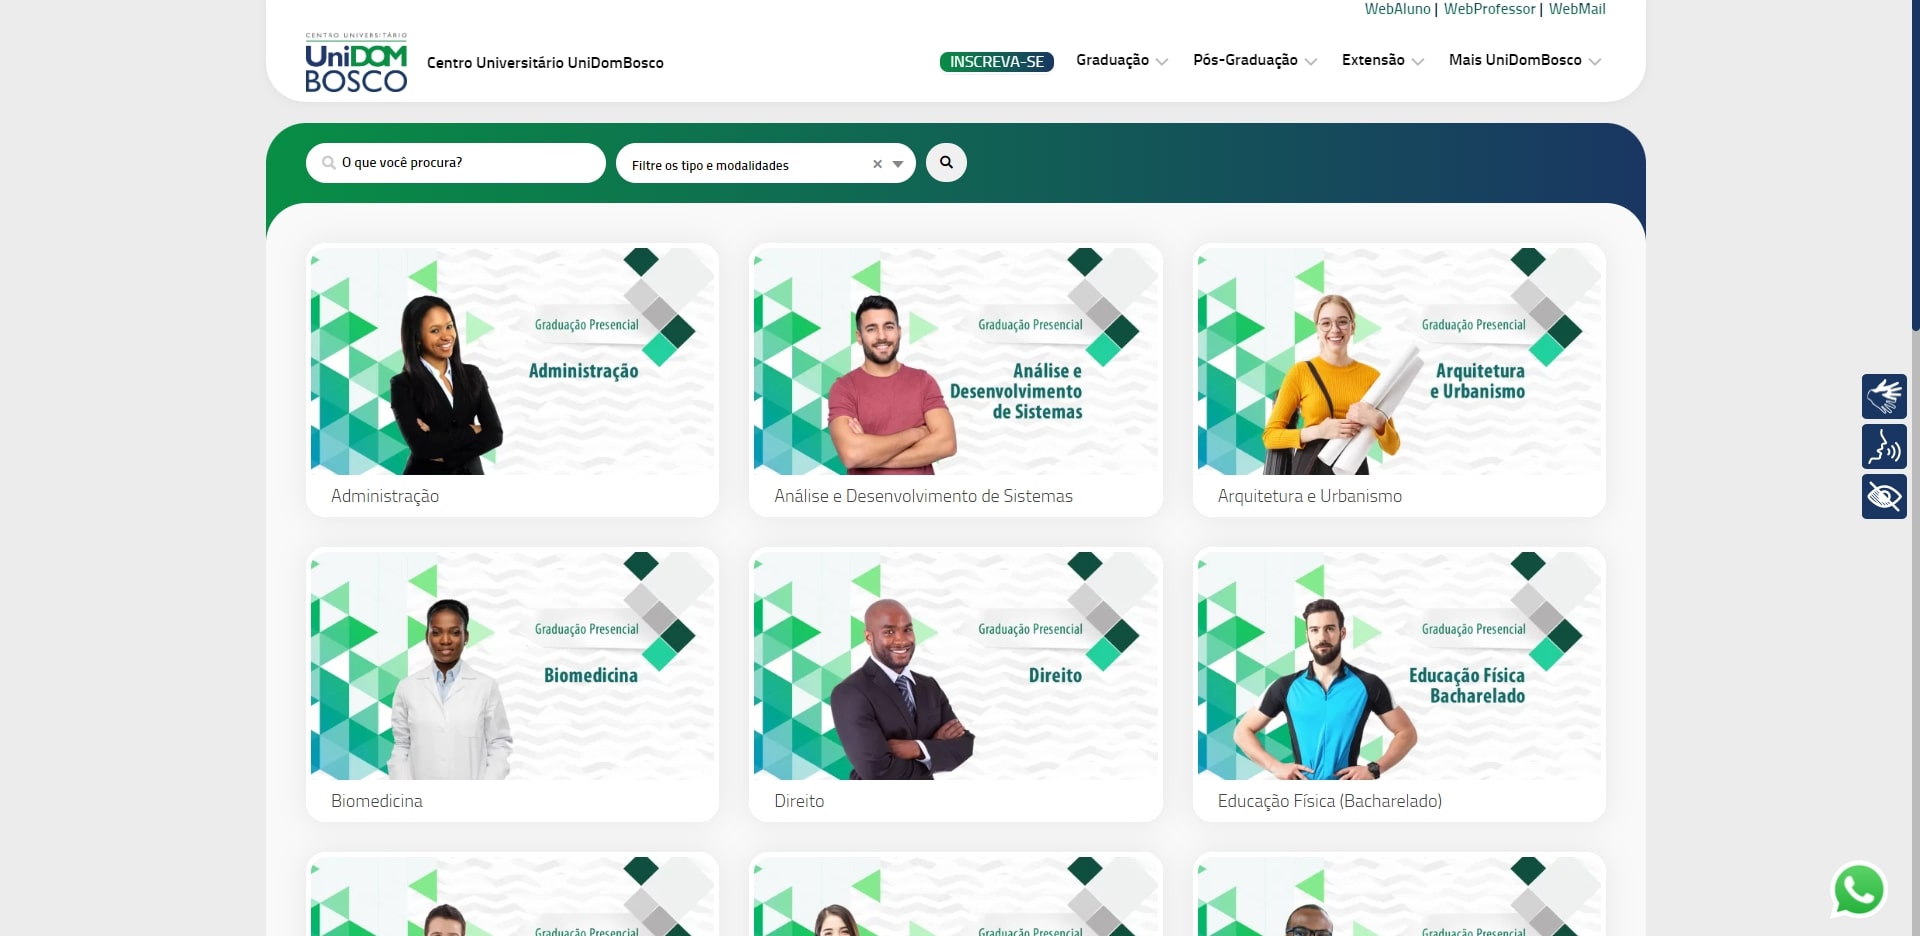 WebAluno | WebProfessor | WebMail
CENTRO UNIVERSITÁRIO
UniDOM
BOSCO
Centro Universitário UniDomBosco
INSCREVA-SE
Graduação
Pós-Graduação
Extensão
Mais UniDomBosco
O que você procura?
Filtre os tipo e modalidades
×
Graduação Presencial
Administração
Administração
Graduação Presencial
Análise e
Desenvolvimento
de Sistemas
Análise e Desenvolvimento de Sistemas
Graduação Presencial
Arquitetura
e Urbanismo
Arquitetura e Urbanismo
Graduação Presencial
Biomedicina
Biomedicina
Graduação Presencial
Direito
Direito
Graduação Presencial
Educação Física
Bacharelado
Educação Física (Bacharelado)
Graduação Presencial
Graduação Presencial
Graduação Presencial